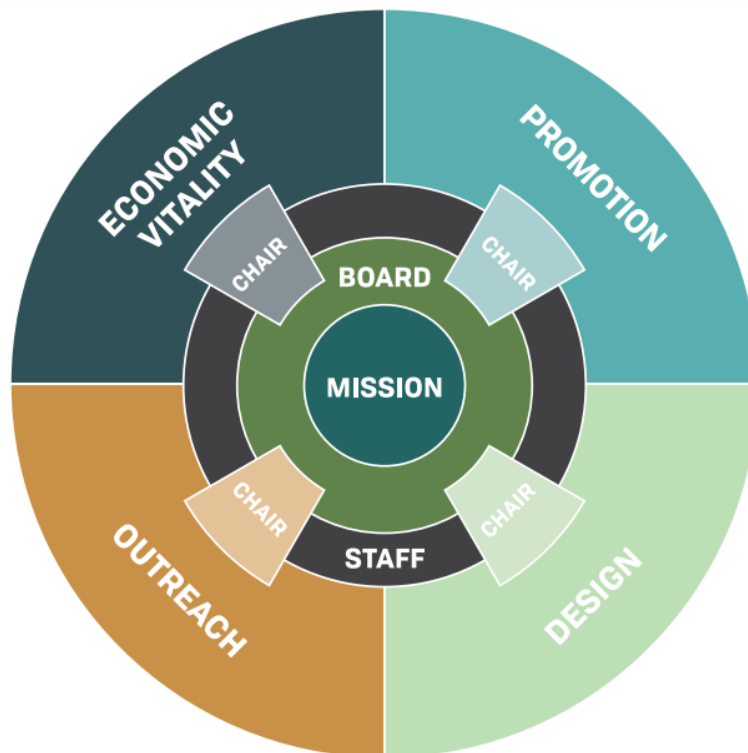 ECONOMIC
VITALITY
PROMOTION
CHAIR
CHAIR
BOARD
MISSION
CHAIR
CHAIR
STAFF
OUTREACH
DESIGN